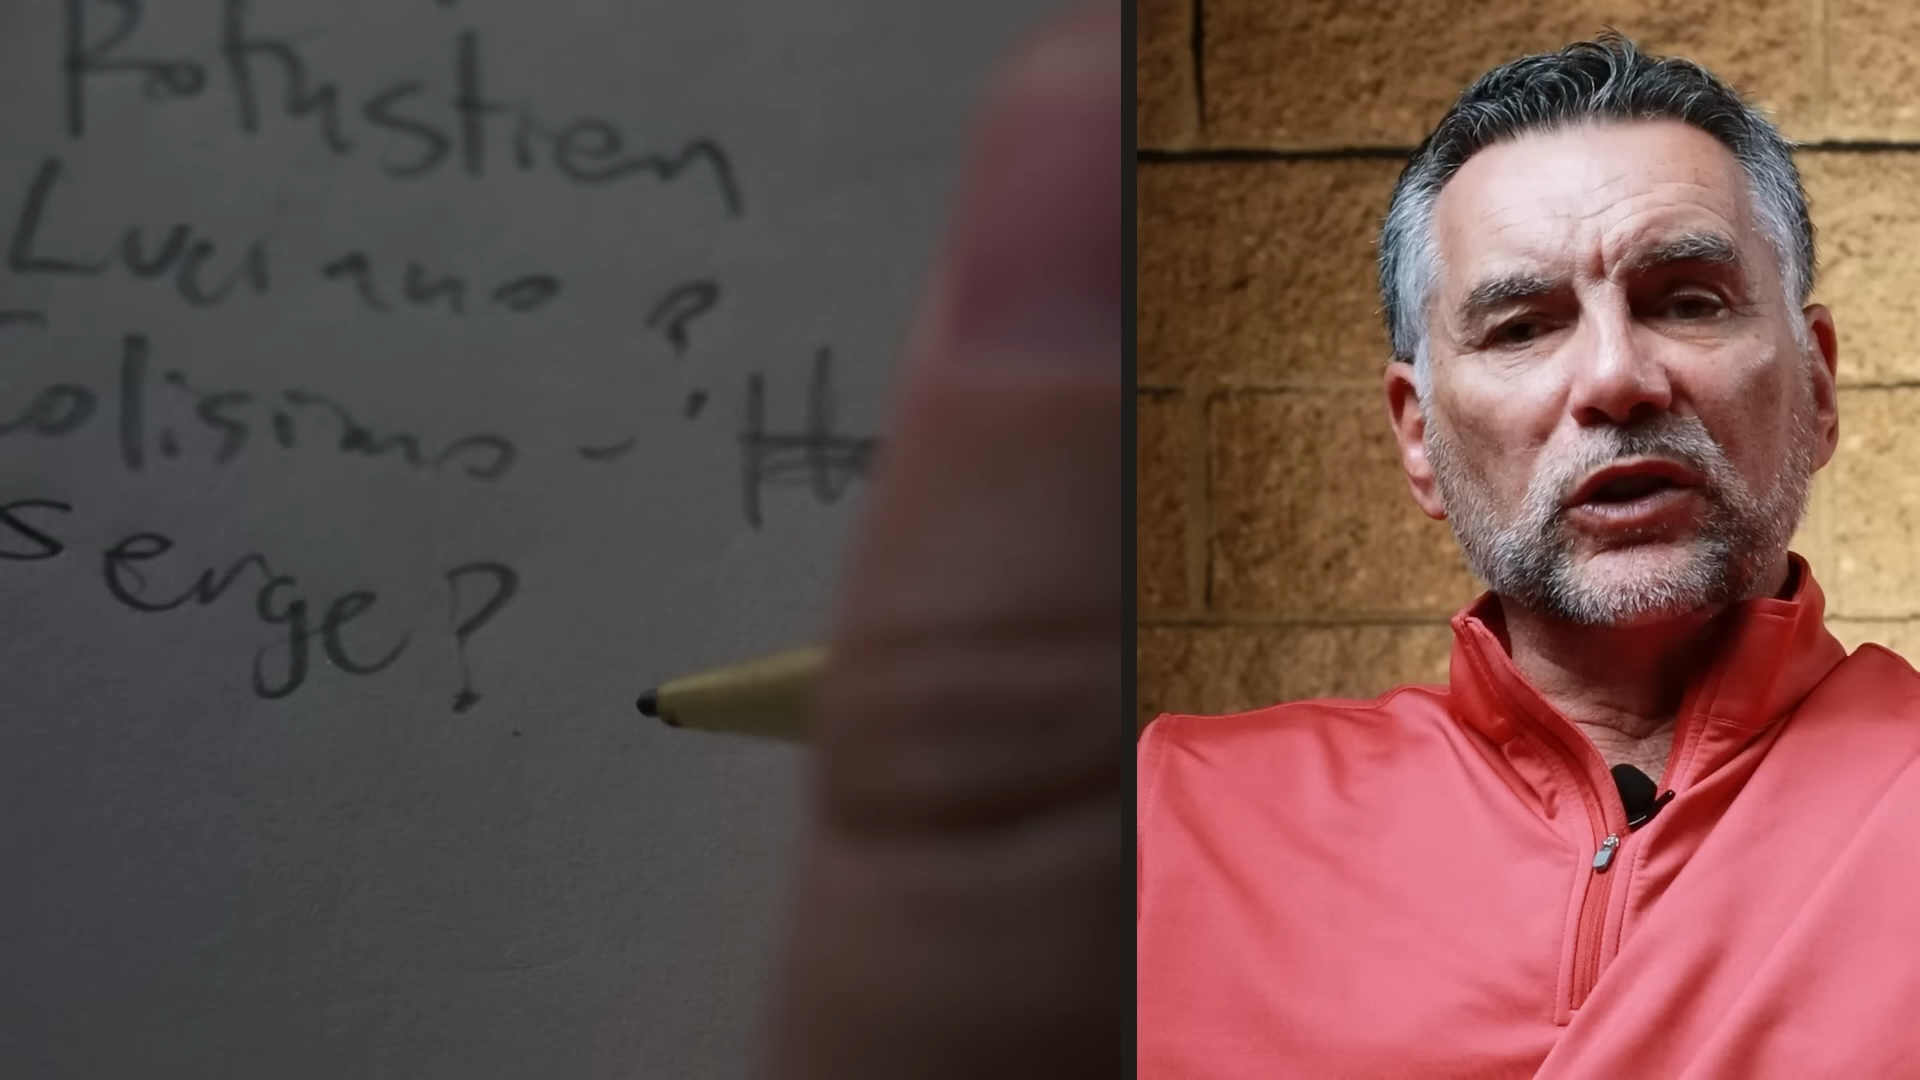 Rothstien
Luciano?
Colisimo - '
Serge?